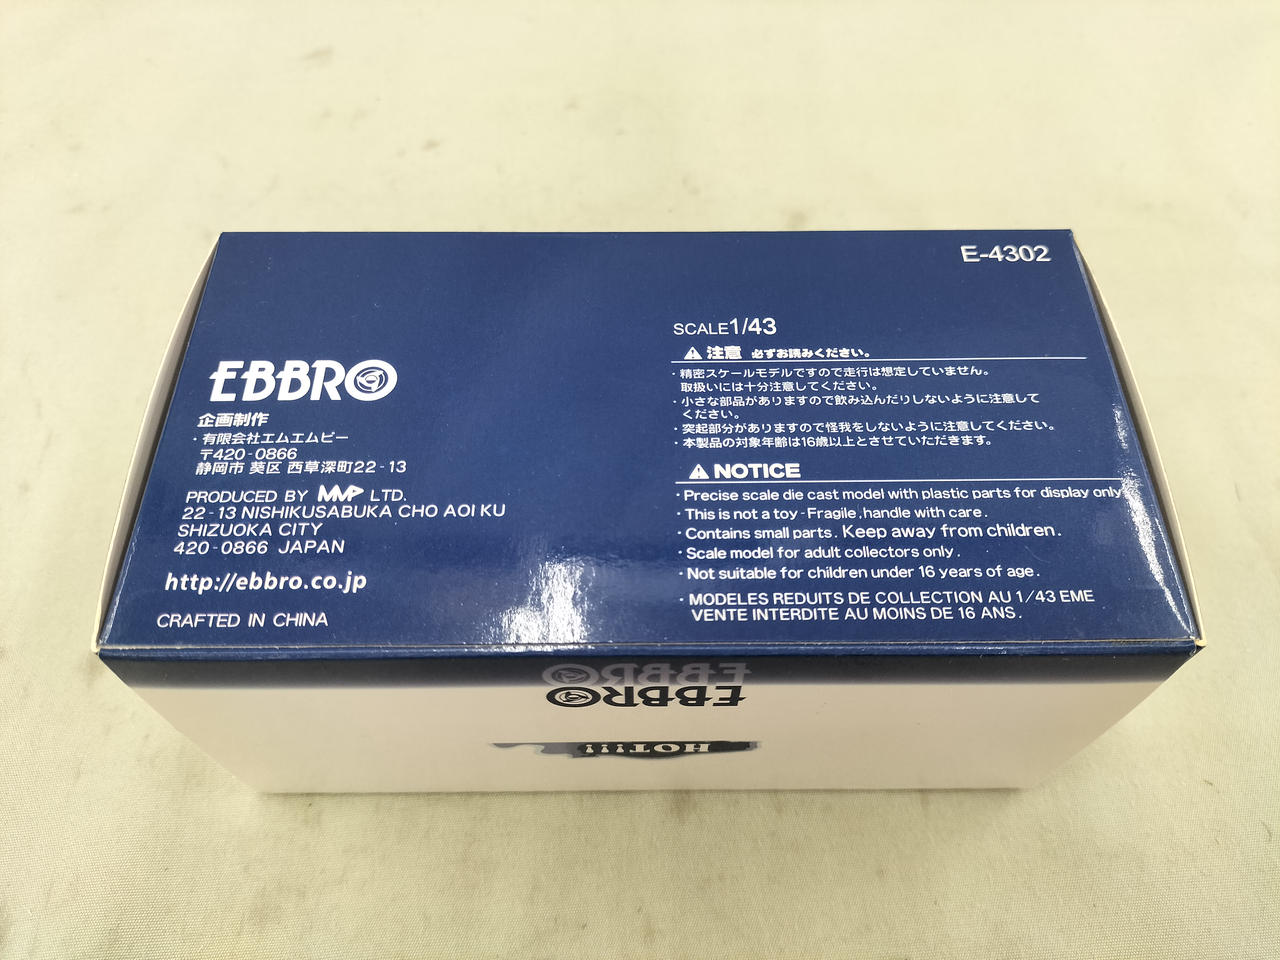 E-4302
EBBRO
企画制作
・有限会社エムエムピー
〒420-0866
静岡市 葵区 西草深町22-13
PRODUCED BY MMP LTD.
22-13 NISHIKUSABUKA CHO AOI KU
SHIZUOKA CITY
420-0866 JAPAN
http://ebbro.co.jp
CRAFTED IN CHINA
SCALE1/43
注意 必ずお読みください。
・精密スケールモデルですので走行は想定していません。
取扱いには十分注意してください。
・小さな部品がありますので飲み込んだりしないように注意して
ください。
・突起部分がありますので怪我をしないように注意してください。
・本製品の対象年齢は16歳以上とさせていただきます。
NOTICE
・Precise scale die cast model with plastic parts for display only
・This is not a toy-Fragile,handle with care.
・Contains small parts. Keep away from children.
・Scale model for adult collectors only.
・Not suitable for children under 16 years of age.
・MODELES REDUITS DE COLLECTION AU 1/43 EME
VENTE INTERDITE AU MOINS DE 16 ANS.
EBBRO
EBBRO
HOT!!!!